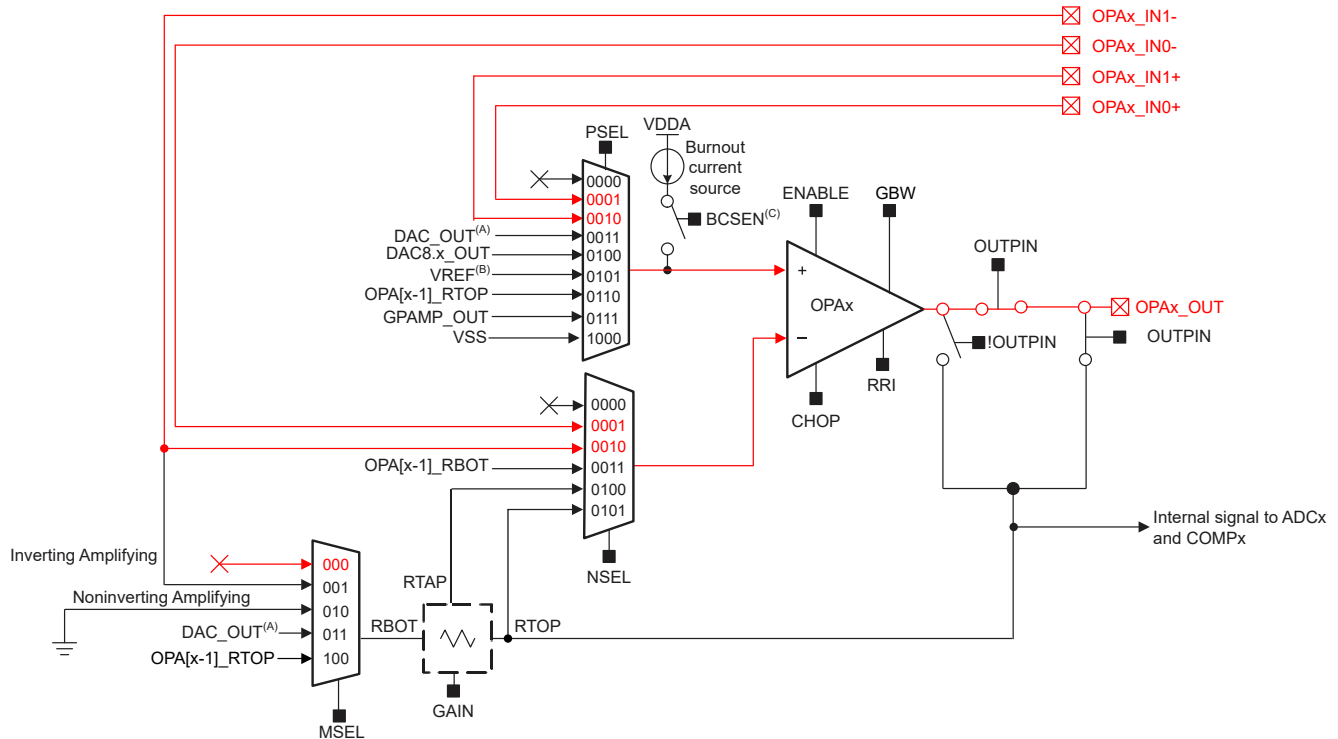 OPAx_IN1-
OPAx_IN0-
OPAx_IN1+
OPAx_IN0+
PSEL
VDDA
Burnout
current
source
BCSEN(C)
0000
0001
0010
DAC_OUT(A) 0011
DAC8.x_OUT 0100
VREF(B) 0101
OPA[x-1]_RTOP 0110
GPAMP_OUT 0111
VSS 1000
ENABLE
GBW
+
OPAx
−
RRI
CHOP
OUTPIN
OPAx_OUT
!OUTPIN
OUTPIN
0000
0001
0010
OPA[x-1]_RBOT 0011
0100
0101
NSEL
Internal signal to ADCx
and COMPx
Inverting Amplifying
000
001
Noninverting Amplifying
010
DAC_OUT(A) 011
OPA[x-1]_RTOP 100
MSEL
RTAP
RBOT
RTOP
GAIN